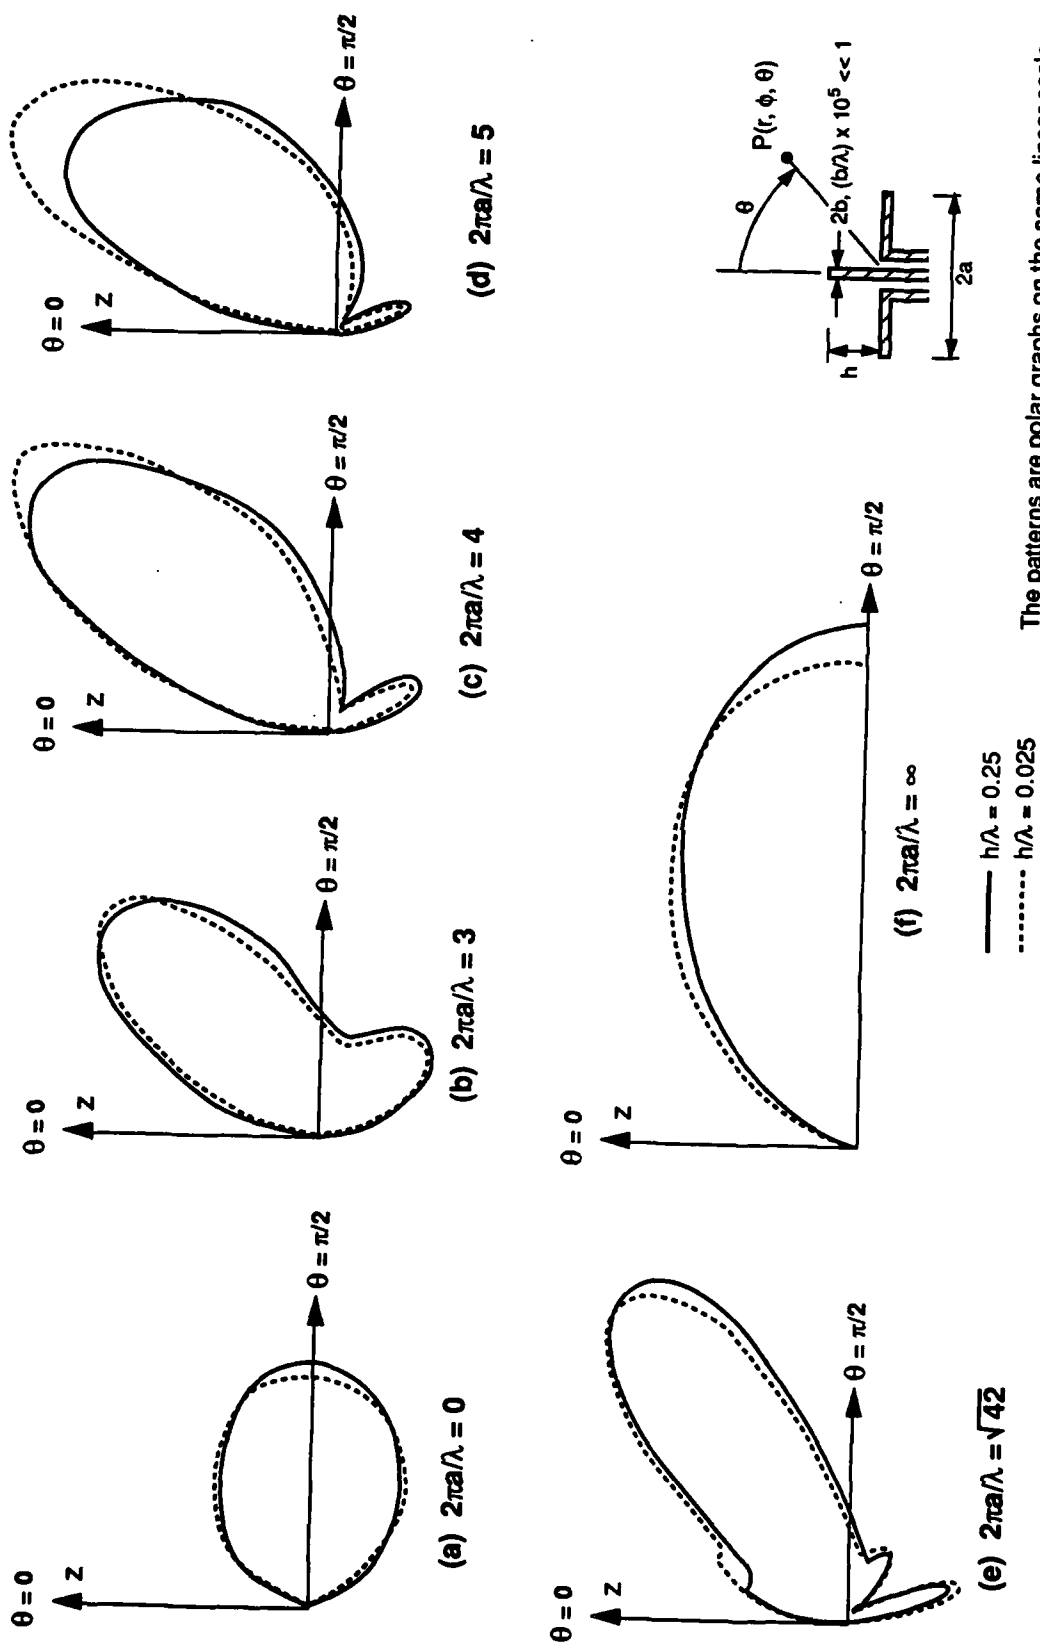 θ = 0
Z
θ = π/2
(a) 2πa/λ = 0
θ = 0
Z
θ = π/2
(b) 2πa/λ = 3
θ = 0
Z
θ = π/2
(c) 2πa/λ = 4
θ = 0
Z
θ = π/2
(d) 2πa/λ = 5
θ = 0
Z
θ = π/2
(e) 2πa/λ = √42
θ = 0
Z
θ = π/2
(f) 2πa/λ = ∞
h/λ = 0.25
h/λ = 0.025
θ
P(r, ϕ, θ)
2b, (b/λ) x 10⁵ << 1
h
2a
The patterns are polar graphs on the same linear scale